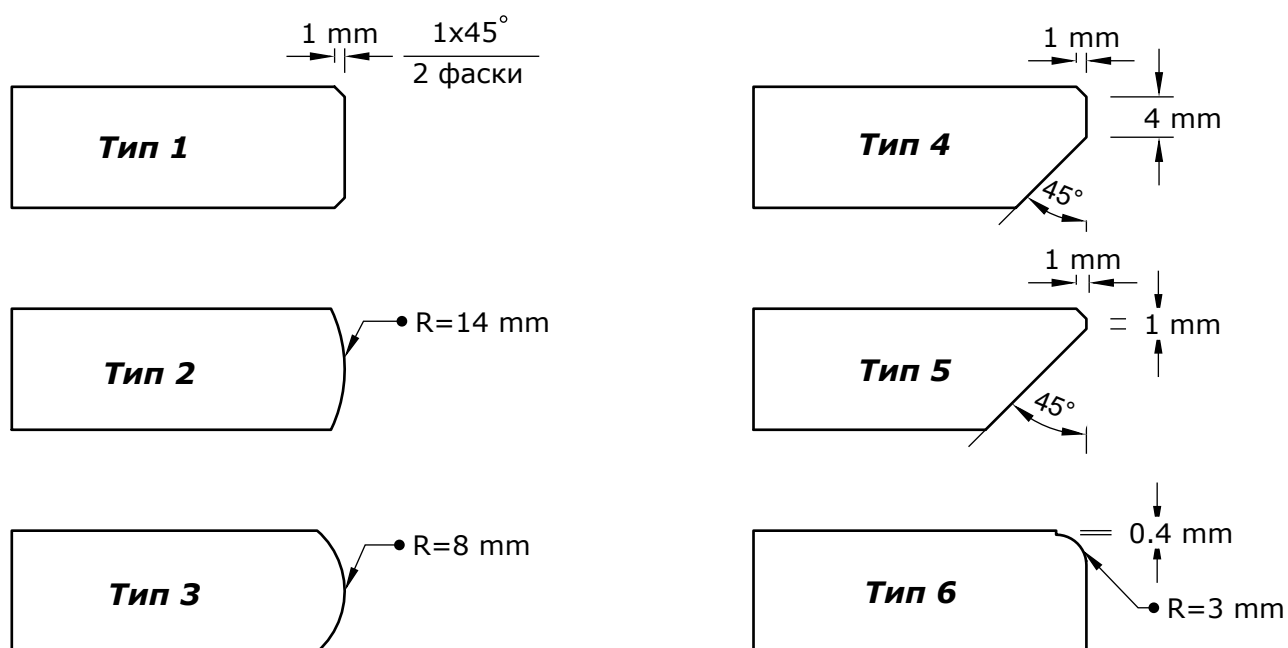 1 mm
1x45°
2 фаски
Тип 1
1 mm
4 mm
Тип 4
45°
R=14 mm
Тип 2
1 mm
1 mm
Тип 5
45°
R=8 mm
Тип 3
0.4 mm
Тип 6
R=3 mm